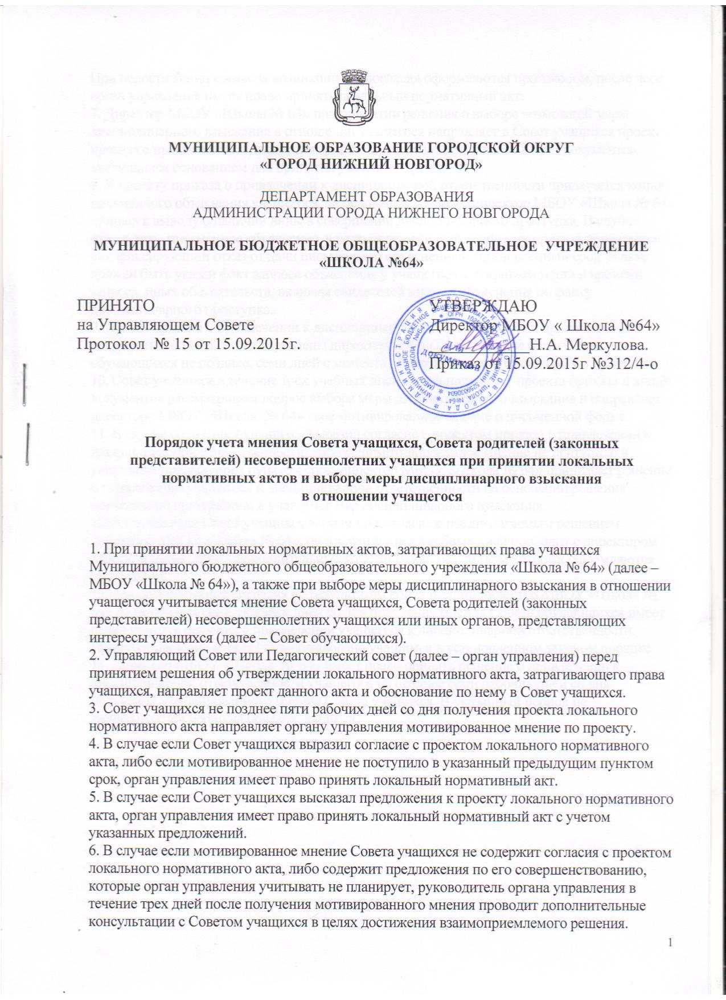 МУНИЦИПАЛЬНОЕ ОБРАЗОВАНИЕ ГОРОДСКОЙ ОКРУГ
«ГОРОД НИЖНИЙ НОВГОРОД»
ДЕПАРТАМЕНТ ОБРАЗОВАНИЯ
АДМИНИСТРАЦИИ ГОРОДА НИЖНЕГО НОВГОРОДА
МУНИЦИПАЛЬНОЕ БЮДЖЕТНОЕ ОБЩЕОБРАЗОВАТЕЛЬНОЕ УЧРЕЖДЕНИЕ
«ШКОЛА №64»
ПРИНЯТО
на Управляющем Совете
Протокол № 15 от 15.09.2015г.
УТВЕРЖДАЮ
Директор МБОУ « Школа №64»
Н.А. Меркулова.
Приказ от 15.09.2015г №312/4-о
Для
документов
Порядок учета мнения Совета учащихся, Совета родителей (законных
представителей) несовершеннолетних учащихся при принятии локальных
нормативных актов и выборе меры дисциплинарного взыскания
в отношении учащегося
1. При принятии локальных нормативных актов, затрагивающих права учащихся
Муниципального бюджетного общеобразовательного учреждения «Школа № 64» (далее –
МБОУ «Школа № 64»), а также при выборе меры дисциплинарного взыскания в отношении
учащегося учитывается мнение Совета учащихся, Совета родителей (законных
представителей) несовершеннолетних учащихся или иных органов, представляющих
интересы учащихся (далее – Совет обучающихся).
2. Управляющий Совет или Педагогический совет (далее – орган управления) перед
принятием решения об утверждении локального нормативного акта, затрагивающего права
учащихся, направляет проект данного акта и обоснование по нему в Совет учащихся.
3. Совет учащихся не позднее пяти рабочих дней со дня получения проекта локального
нормативного акта направляет органу управления мотивированное мнение по проекту.
4. В случае если Совет учащихся выразил согласие с проектом локального нормативного
акта, либо если мотивированное мнение не поступило в указанный предыдущим пунктом
срок, орган управления имеет право принять локальный нормативный акт.
5. В случае если Совет учащихся высказал предложения к проекту локального нормативного
акта, орган управления имеет право принять локальный нормативный акт с учетом
указанных предложений.
6. В случае если мотивированное мнение Совета учащихся не содержит согласия с проектом
локального нормативного акта, либо содержит предложения по его совершенствованию,
которые орган управления учитывать не планирует, руководитель органа управления в
течение трех дней после получения мотивированного мнения проводит дополнительные
консультации с Советом учащихся в целях достижения взаимоприемлемого решения.
1